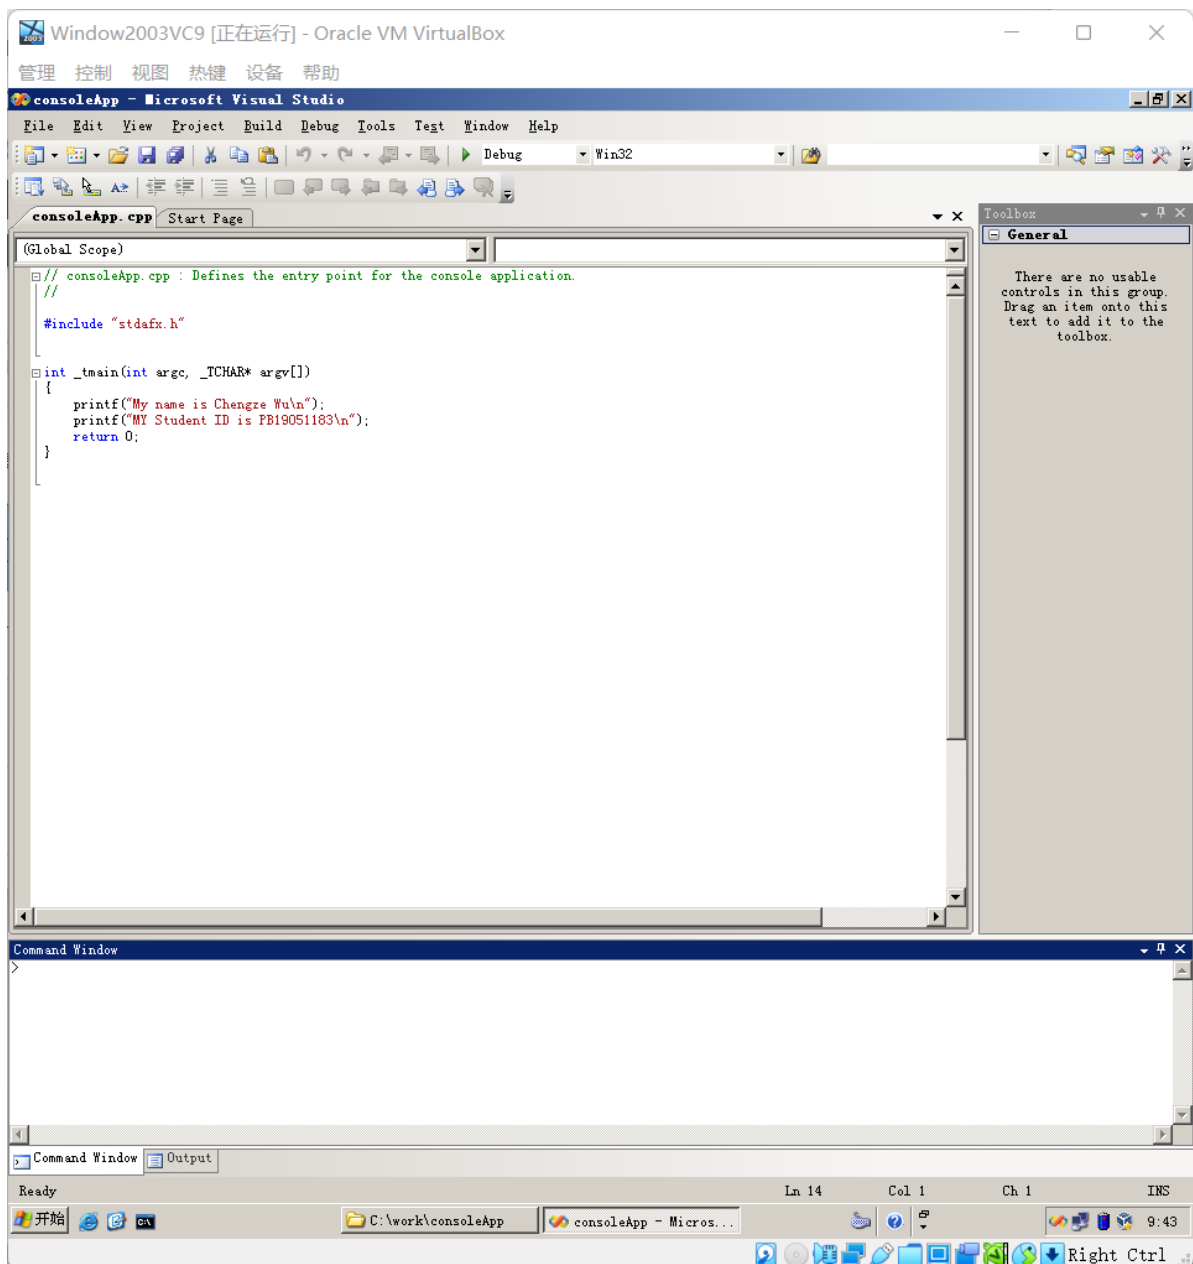 Window2003VC9 [正在运行] - Oracle VM VirtualBox
管理 控制 视图 热键 设备 帮助
consoleApp - Microsoft Visual Studio
File Edit View Project Build Debug Tools Test Window Help
Debug Win32
consoleApp.cpp Start Page
Toolbox
(Global Scope)
General
There are no usable
controls in this group.
Drag an item onto this
text to add it to the
toolbox.
// consoleApp.cpp : Defines the entry point for the console application.
//
#include "stdafx.h"
int _tmain(int argc, _TCHAR* argv[])
{
printf("My name is Chengze Wu\n");
printf("MY Student ID is PB19051183\n");
return 0;
}
Command Window
>
Command Window Output
Ready Ln 14 Col 1 Ch 1 INS
开始 C:\work\consoleApp consoleApp - Micros... 9:43
Right Ctrl